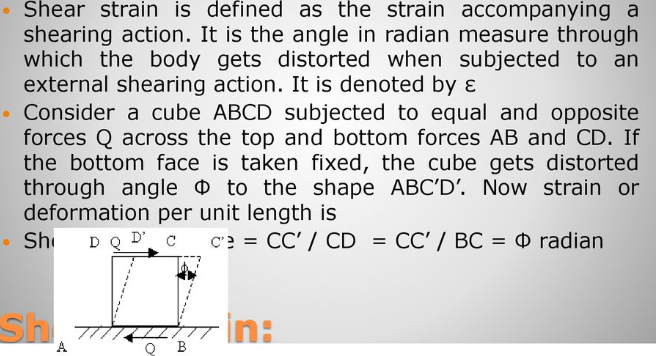 • Shear strain is defined as the strain accompanying a
shearing action. It is the angle in radian measure through
which the body gets distorted when subjected to an
external shearing action. It is denoted by ε
• Consider a cube ABCD subjected to equal and opposite
forces Q across the top and bottom forces AB and CD. If
the bottom face is taken fixed, the cube gets distorted
through angle Φ to the shape ABC’D’. Now strain or
deformation per unit length is
• Sh e = CC’ / CD = CC’ / BC = Φ radian
D Q D' C C'
ϕ
Sh in:
A Q B